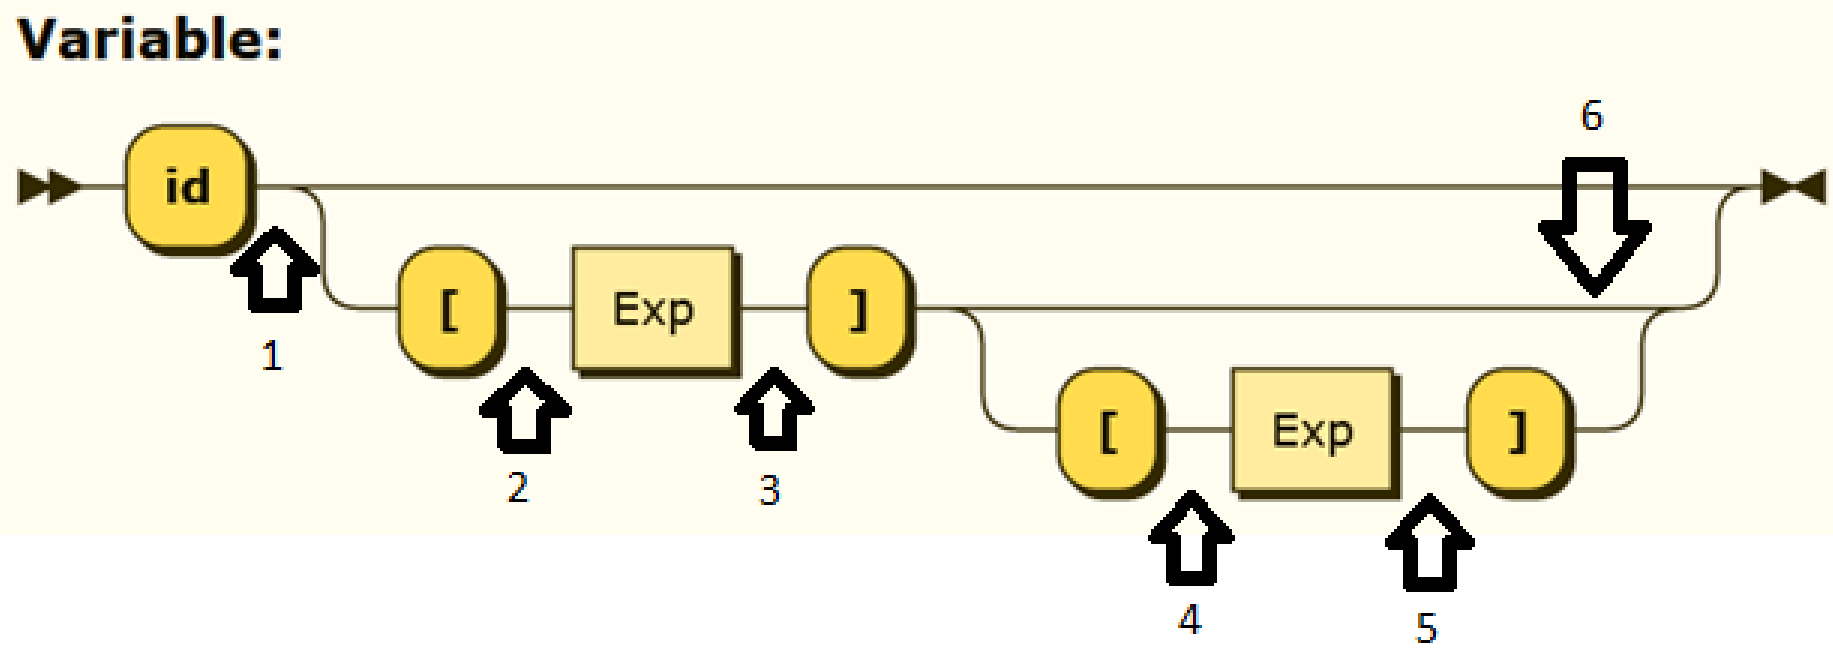 Variable:
6
id
1
[ Exp ]
2 3
[ Exp ]
4 5